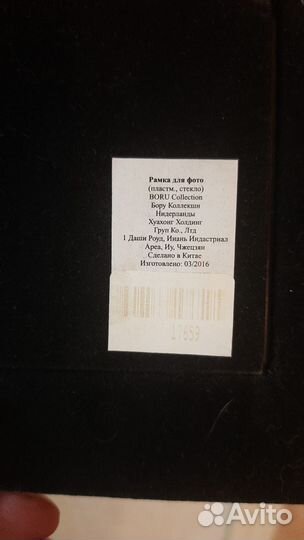 Рамка для фото
(пластм., стекло)
BORU Collection
Бору Коллекшн
Нидерланды
Хуахонг Холдинг
Груп Ко., Лтд
1 Даши Роуд, Инань Индастриал
Ареа, Иу, Чжецзян
Сделано в Китае
Изготовлено: 03/2016
17659
Avito